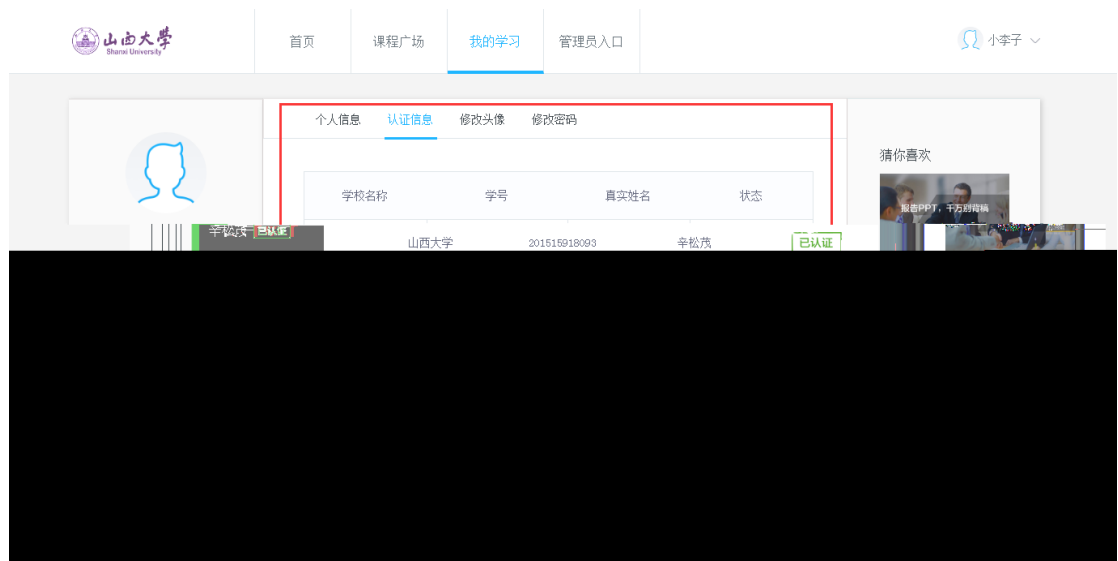 山西大学
Shanxi University
首页 课程广场 我的学习 管理员入口
小李子
个人信息 认证信息 修改头像 修改密码
猜你喜欢
学校名称 学号 真实姓名 状态
报告PPT，千万别背稿
辛松茂 已认证
山西大学 201515918093 辛松茂 已认证